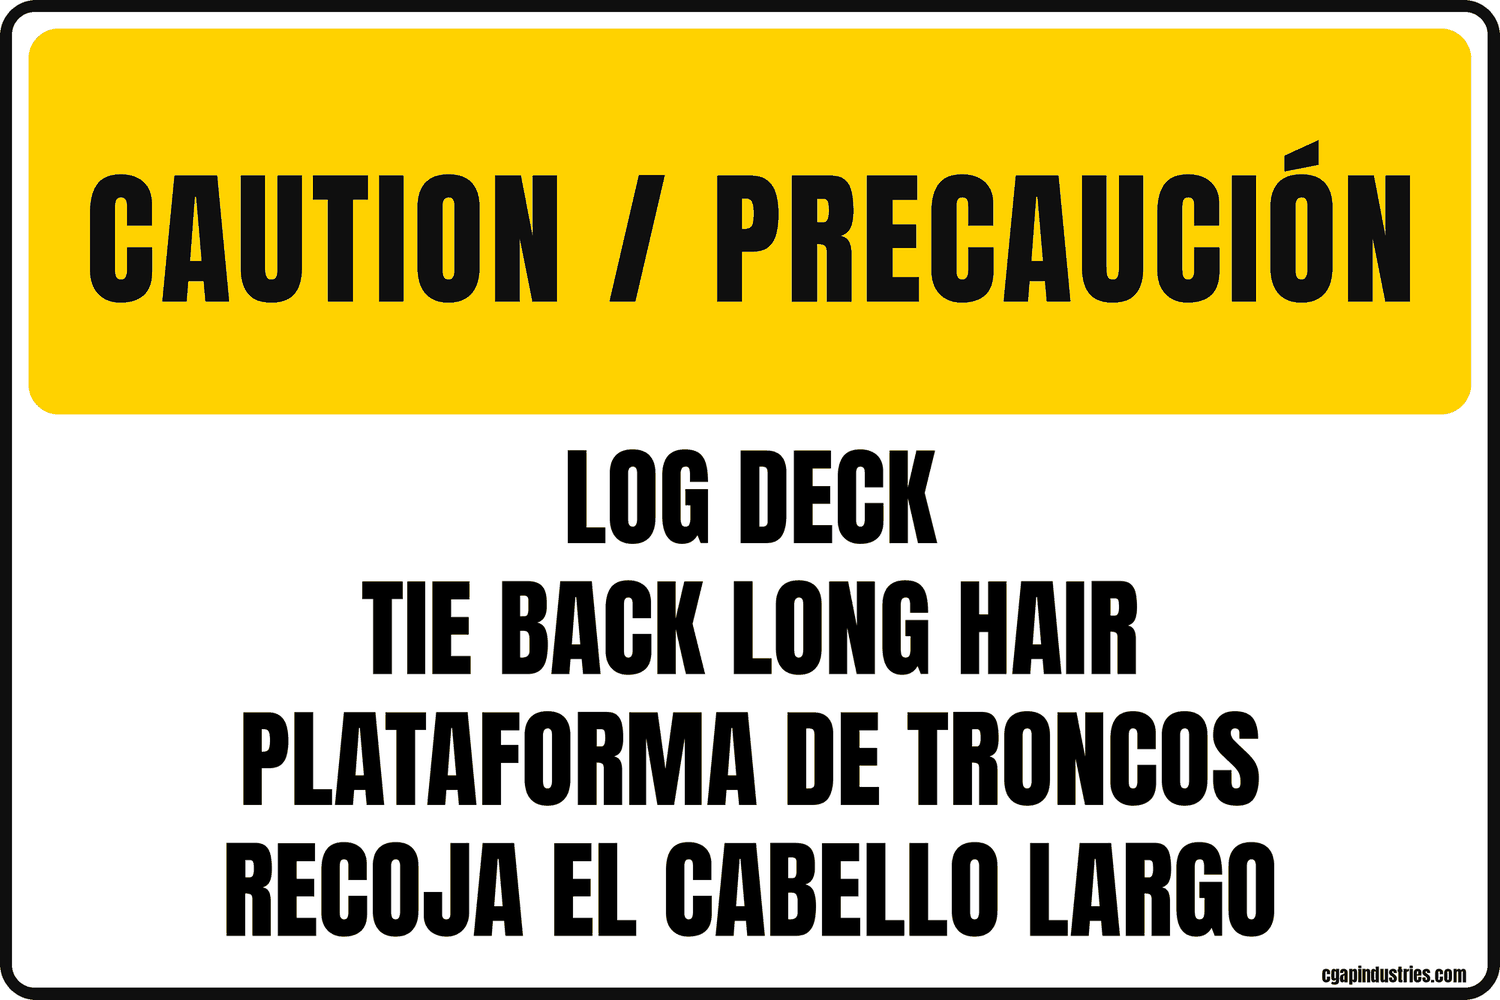 CAUTION / PRECAUCIÓN
LOG DECK
TIE BACK LONG HAIR
PLATAFORMA DE TRONCOS
RECOJA EL CABELLO LARGO
cgapindustries.com